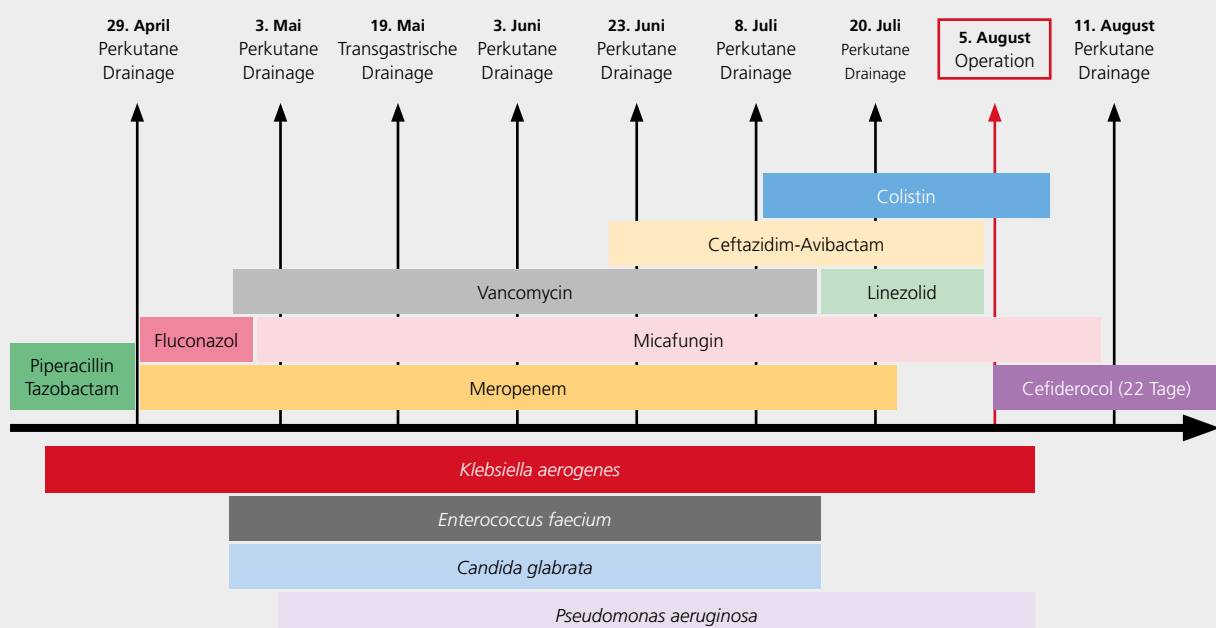 29. April
Perkutane
Drainage
3. Mai
Perkutane
Drainage
19. Mai
Transgastrische
Drainage
3. Juni
Perkutane
Drainage
23. Juni
Perkutane
Drainage
8. Juli
Perkutane
Drainage
20. Juli
Perkutane
Drainage
5. August
Operation
11. August
Perkutane
Drainage
Colistin
Ceftazidim-Avibactam
Vancomycin
Linezolid
Fluconazol
Micafungin
Piperacillin
Tazobactam
Meropenem
Cefiderocol (22 Tage)
Klebsiella aerogenes
Enterococcus faecium
Candida glabrata
Pseudomonas aeruginosa